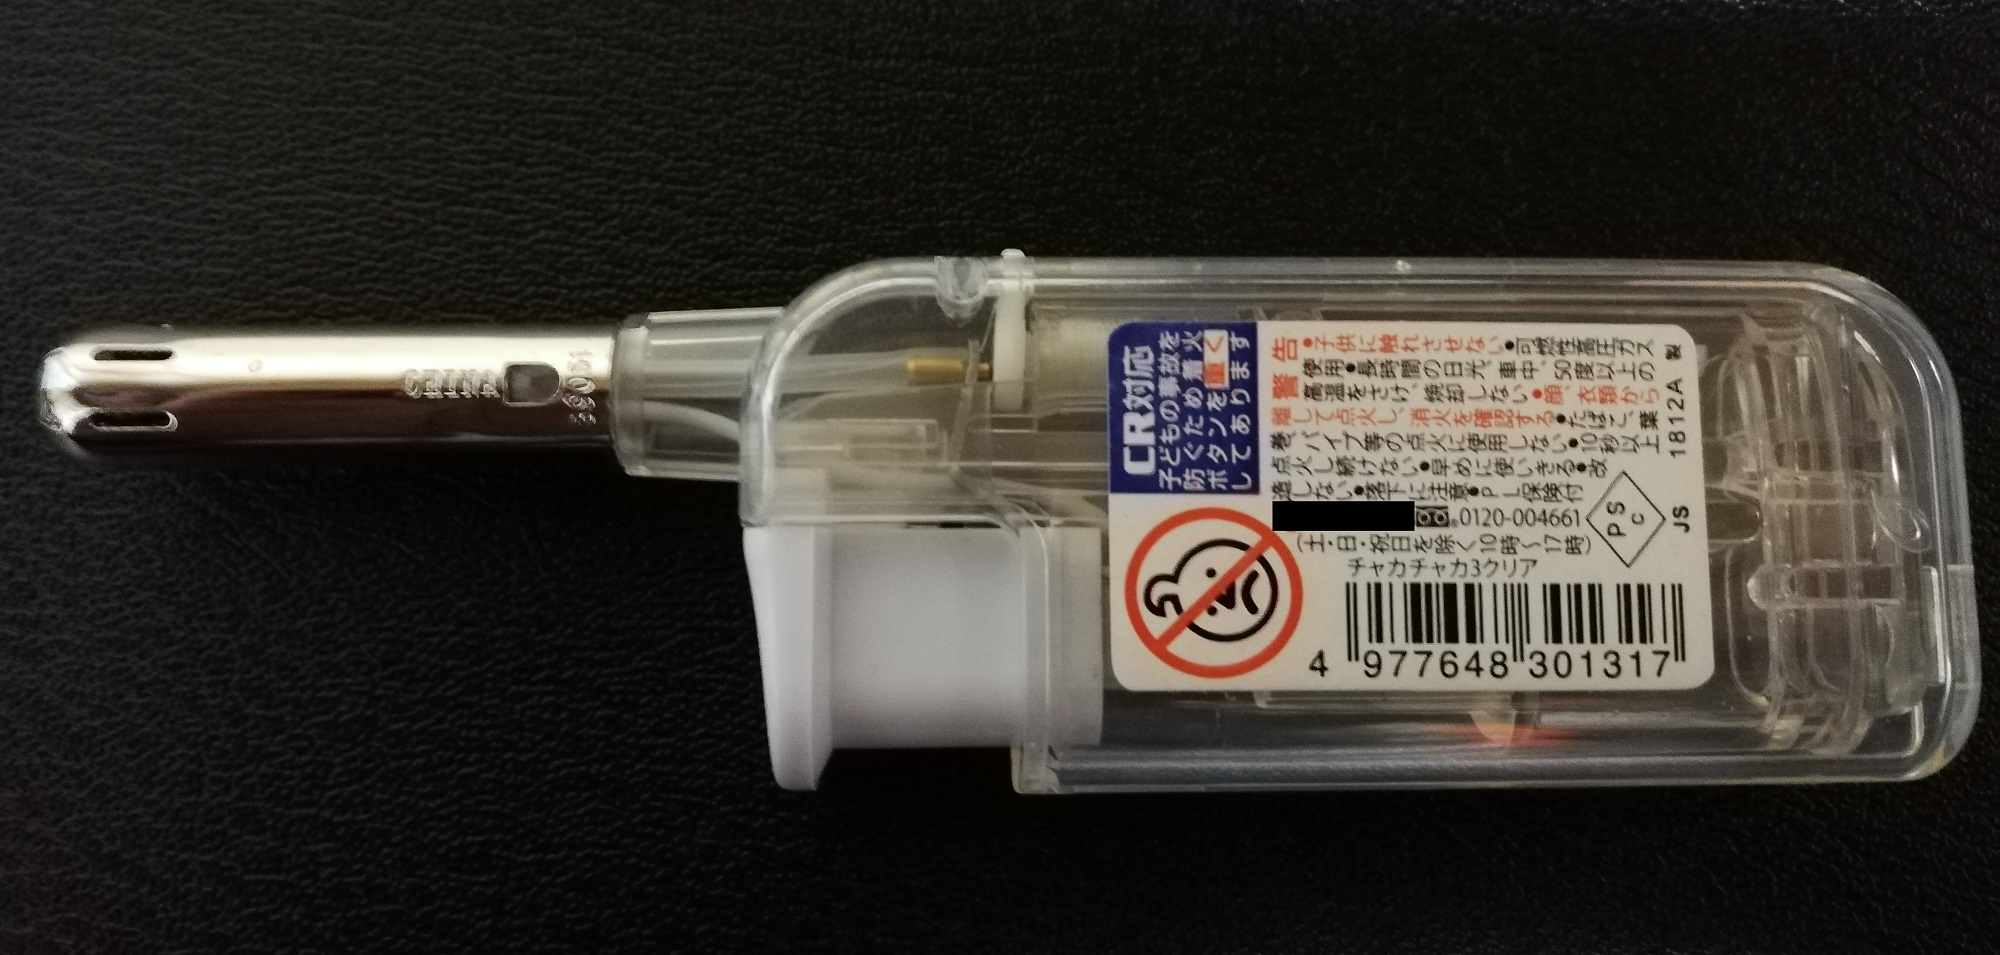 CR対応
子どもの事故を
防ぐため着火
ボタンを重く
してあります
警告●子供に触れさせない●可燃性高圧ガス
使用●長時間の日光、車中、50度以上の
高温をさけ、焼却しない●顔、衣類から
離して点火し、消火を確認する●たばこ、葉
巻、パイプ等の点火に使用しない●10秒以上
点火し続けない●早めに使いきる●改
造しない●落下に注意●PL保険付
0120-004661
(土・日・祝日を除く10時〜17時)
チャカチャカ3クリア
PS
C
JS
1812A 製
4 977648 301317
CHINA